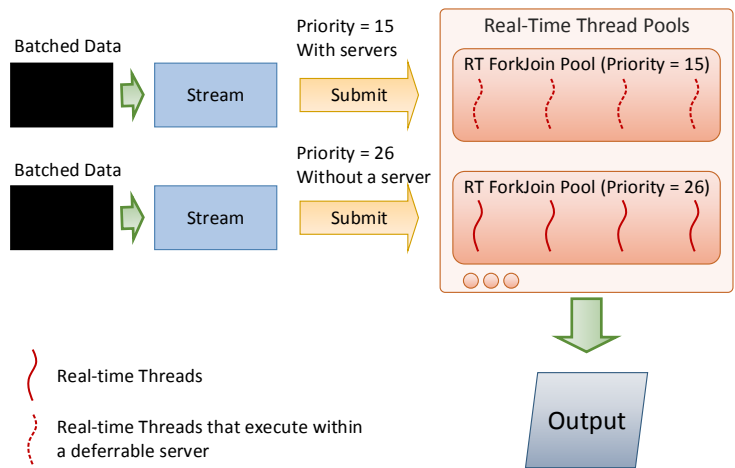 Batched Data
Stream
Priority = 15
With servers
Submit
Real-Time Thread Pools
RT ForkJoin Pool (Priority = 15)
Batched Data
Stream
Priority = 26
Without a server
Submit
RT ForkJoin Pool (Priority = 26)
Real-time Threads
Real-time Threads that execute within
a deferrable server
Output